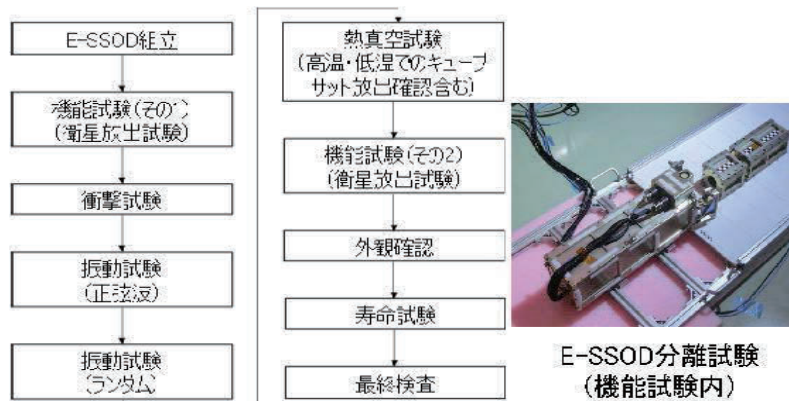 E-SSOD組立
機能試験(その1)
(衛星放出試験)
衝撃試験
振動試験
(正弦波)
振動試験
(ランダム)
熱真空試験
(高温・低温でのキューブ
サット放出確認含む)
機能試験(その2)
(衛星放出試験)
外観確認
寿命試験
最終検査
E-SSOD分離試験
(機能試験内)